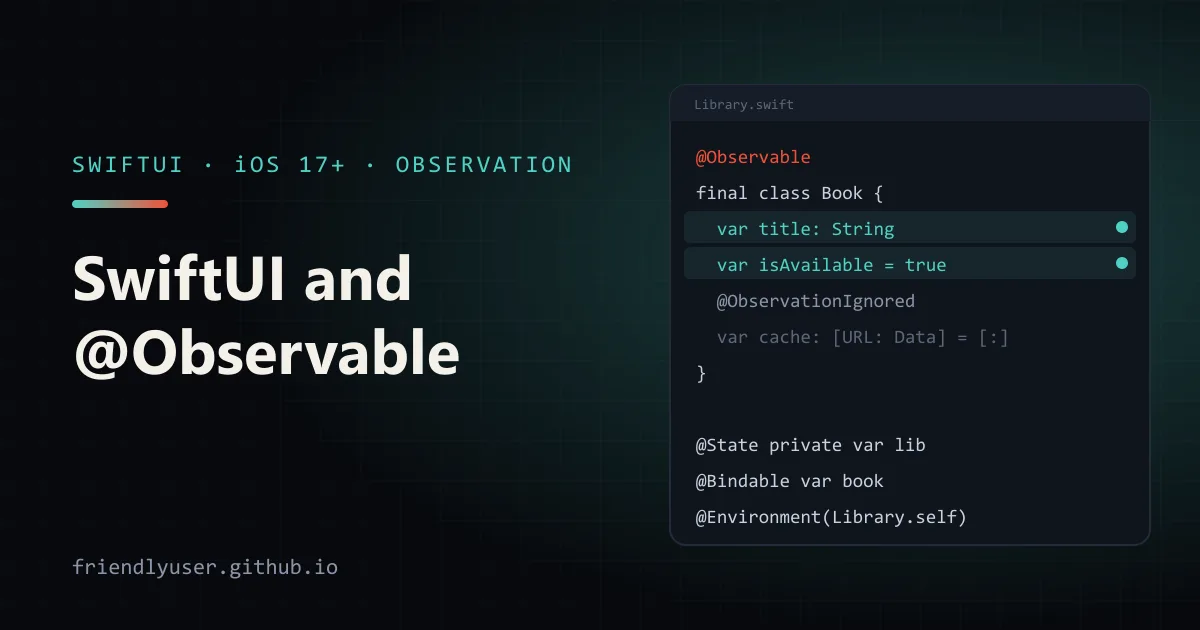 SWIFTUI · iOS 17+ · OBSERVATION
SwiftUI and
@Observable
friendlyuser.github.io
Library.swift
@Observable
final class Book {
var title: String
var isAvailable = true
@ObservationIgnored
var cache: [URL: Data] = [:]
}
@State private var lib
@Bindable var book
@Environment(Library.self)